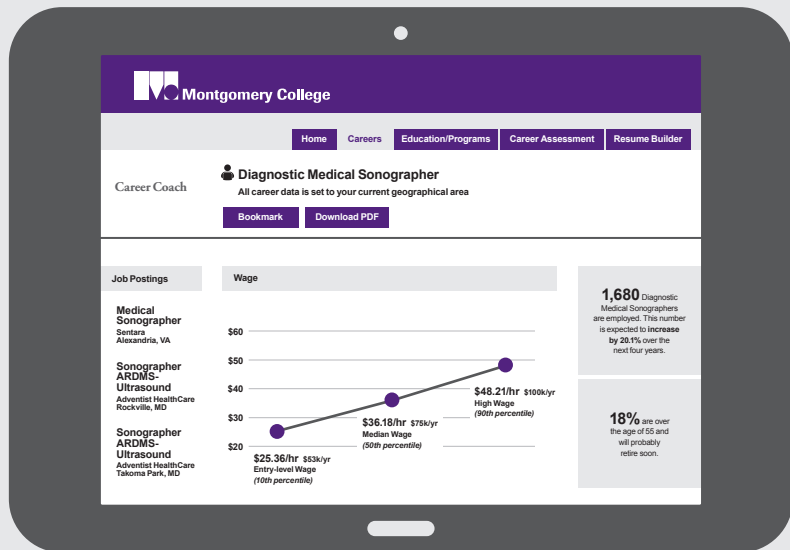 Montgomery College
Home
Careers
Education/Programs
Career Assessment
Resume Builder
Career Coach
Diagnostic Medical Sonographer
All career data is set to your current geographical area
Bookmark
Download PDF
Job Postings
Medical
Sonographer
Sentara
Alexandria, VA
Sonographer
ARDMS-
Ultrasound
Adventist HealthCare
Rockville, MD
Sonographer
ARDMS-
Ultrasound
Adventist HealthCare
Takoma Park, MD
Wage
$60
$50
$40
$30
$20
$25.36/hr $53k/yr
Entry-level Wage
(10th percentile)
$36.18/hr $75k/yr
Median Wage
(50th percentile)
$48.21/hr $100k/yr
High Wage
(90th percentile)
1,680 Diagnostic
Medical Sonographers
are employed. This number
is expected to increase
by 20.1% over the
next four years.
18% are over
the age of 55 and
will probably
retire soon.